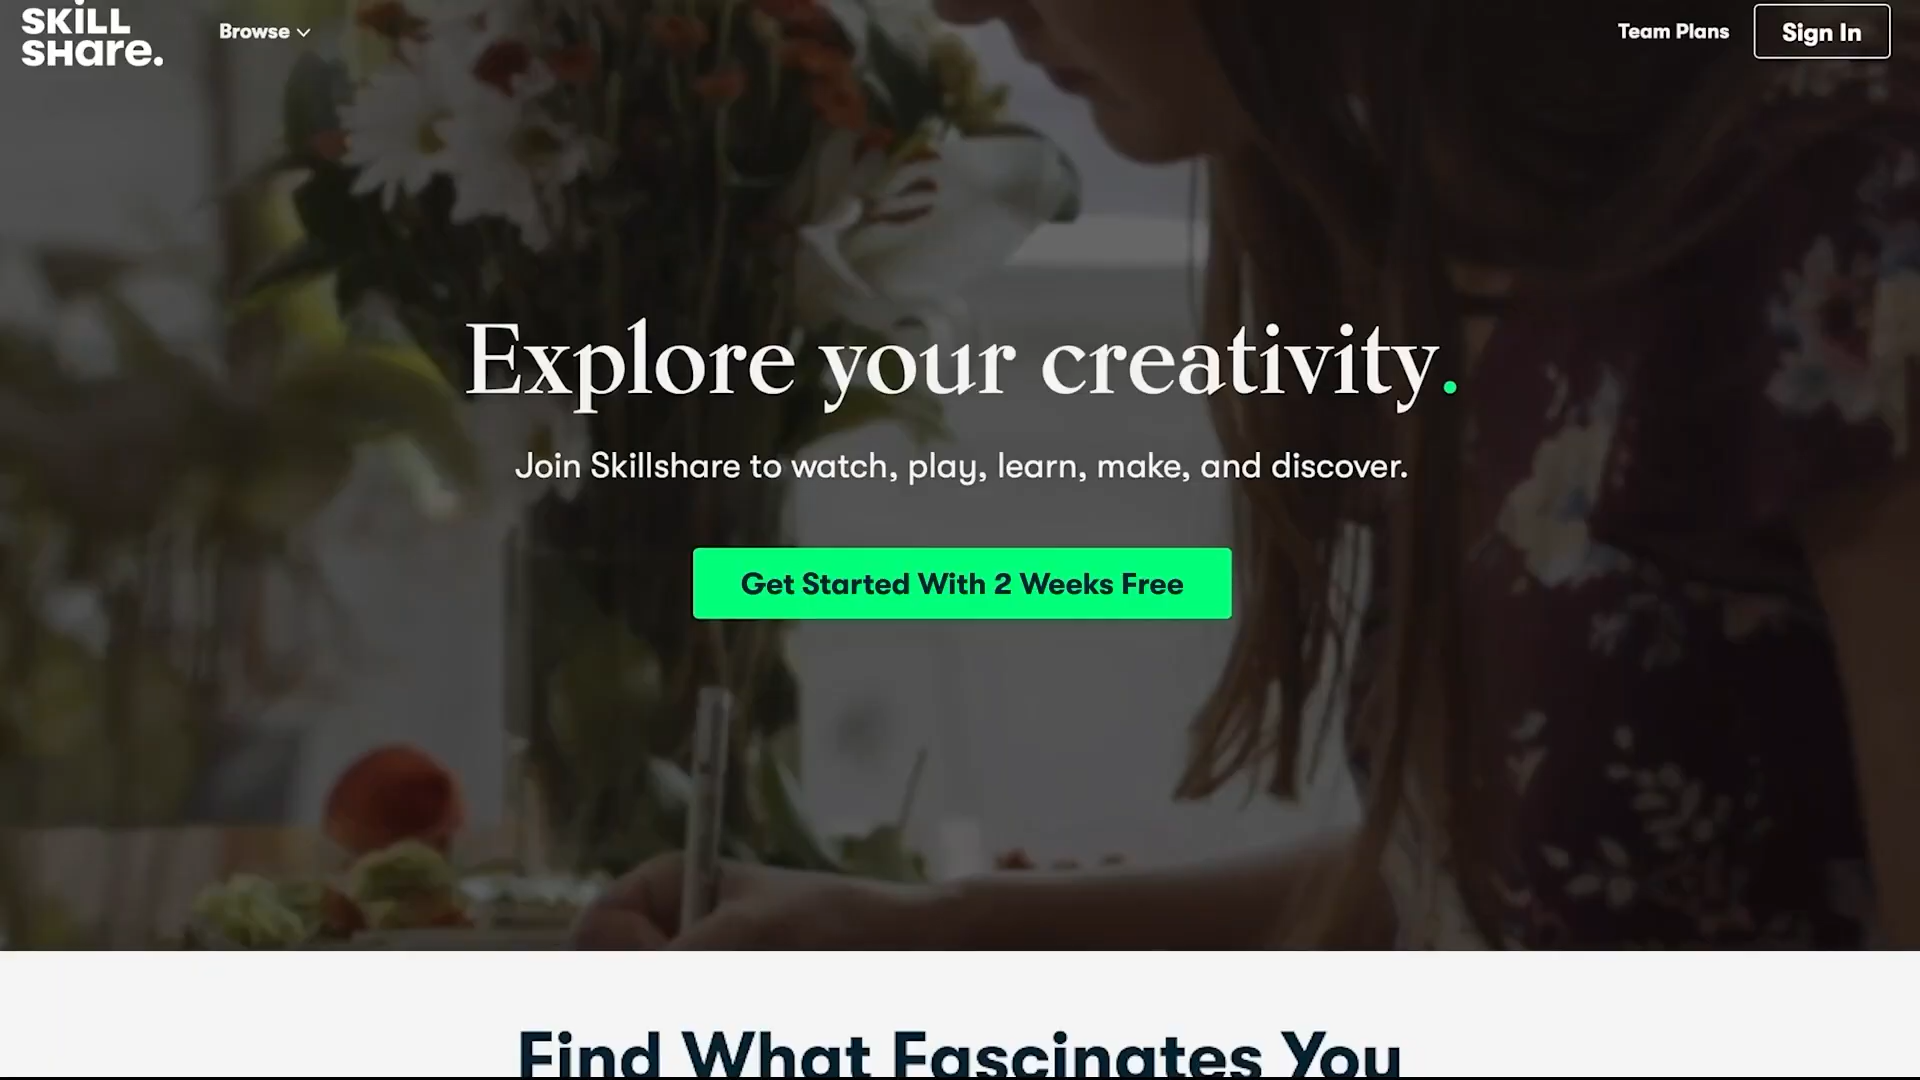 SKILL
SHare.
Browse
Team Plans
Sign In
Explore your creativity.
Join Skillshare to watch, play, learn, make, and discover.
Get Started With 2 Weeks Free
Find What Fascinates You